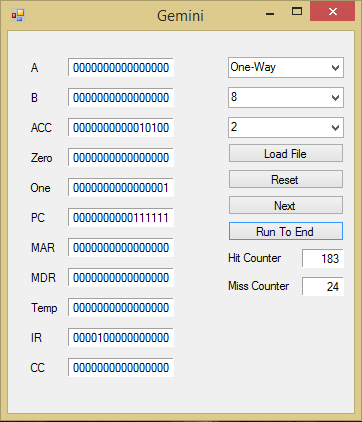 Gemini
A 0000000000000000 One-Way
B 0000000000000000 8
ACC 0000000000010100 2
Zero 0000000000000000 Load File
One 0000000000000001 Reset
PC 0000000000111111 Next
MAR 0000000000000000 Run To End
MDR 0000000000000000 Hit Counter 183
Temp 0000000000000000 Miss Counter 24
IR 0000100000000000
CC 0000000000000000